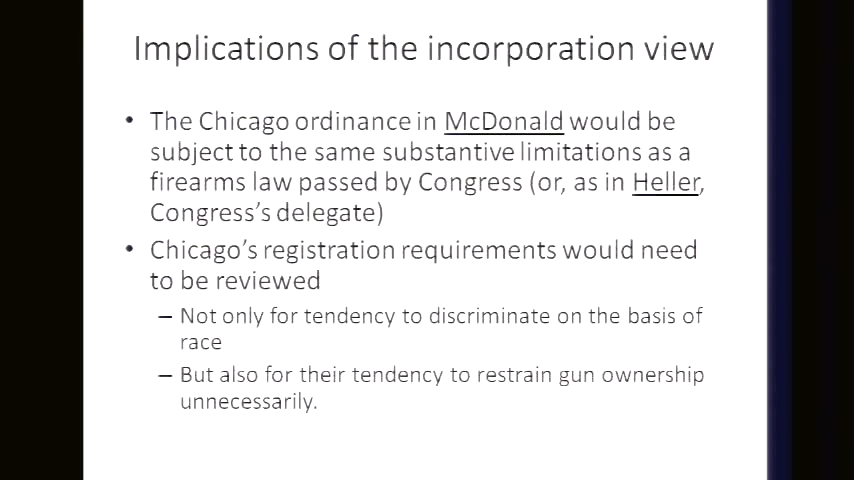 Implications of the incorporation view
• The Chicago ordinance in McDonald would be
subject to the same substantive limitations as a
firearms law passed by Congress (or, as in Heller,
Congress’s delegate)
• Chicago’s registration requirements would need
to be reviewed
– Not only for tendency to discriminate on the basis of
race
– But also for their tendency to restrain gun ownership
unnecessarily.